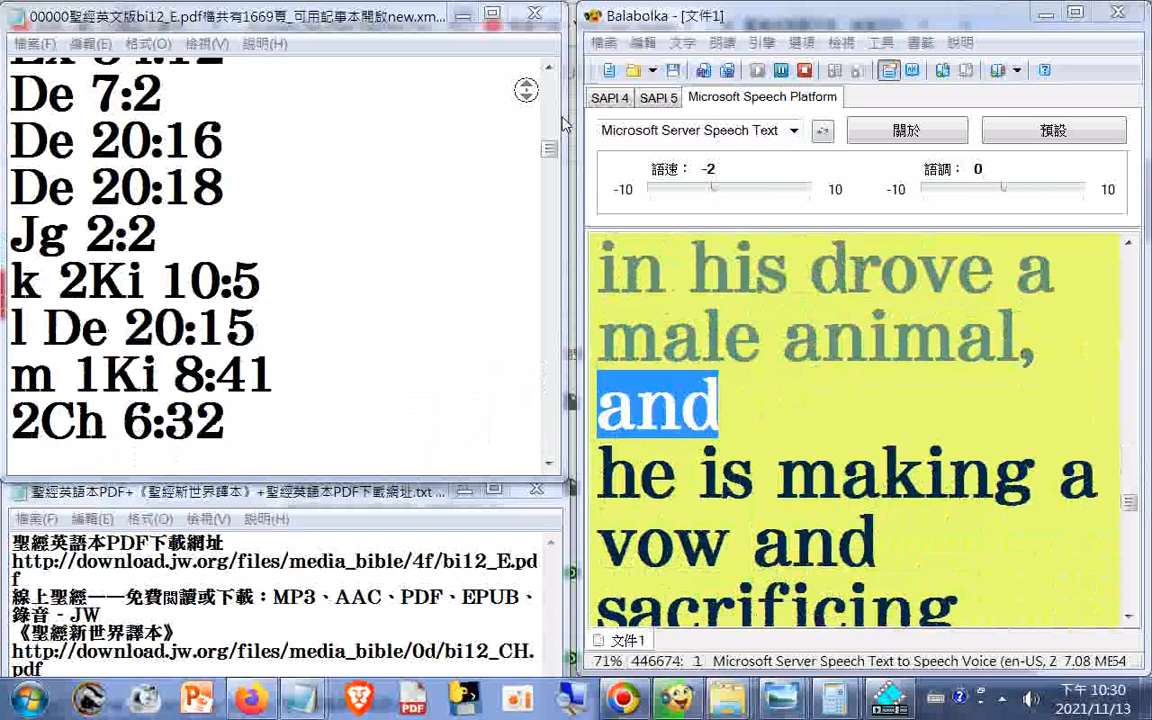 00000聖經英文版bi12_E.pdf檔共有1669頁_可用記事本開啟new.xm...
檔案(F) 編輯(E) 格式(O) 檢視(V) 說明(H)
De 7:2
De 20:16
De 20:18
Jg 2:2
k 2Ki 10:5
l De 20:15
m 1Ki 8:41
2Ch 6:32
聖經英語本PDF+《聖經新世界譯本》+聖經英語本PDF下載網址.txt ...
檔案(F) 編輯(E) 格式(O) 檢視(V) 說明(H)
聖經英語本PDF下載網址
http://download.jw.org/files/media_bible/4f/bi12_E.pd
f
線上聖經——免費閱讀或下載：MP3、AAC、PDF、EPUB、
錄音 - JW
《聖經新世界譯本》
http://download.jw.org/files/media_bible/0d/bi12_CH.
pdf
Balabolka - [文件1]
檔案 編輯 文字 朗讀 引擎 選項 檢視 工具 書籤 說明
SAPI 4 SAPI 5 Microsoft Speech Platform
Microsoft Server Speech Text 關於 預設
語速： -2 語調： 0
-10 10 -10 10
in his drove a
male animal,
and
he is making a
vow and
sacrificing
文件1
71% 446674: 1 Microsoft Server Speech Text to Speech Voice (en-US, 2 7.08 ME54
下午 10:30
2021/11/13